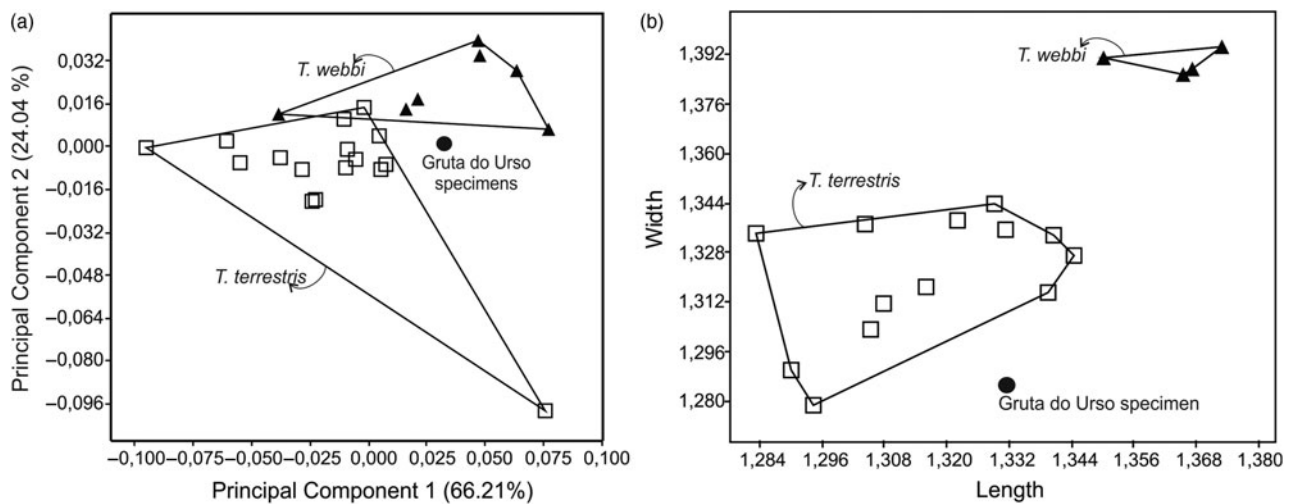 (a)
Principal Component 2 (24.04 %)
0,032
0,016
0,000
–0,016
–0,032
–0,048
–0,064
–0,080
–0,096
T. webbi
Gruta do Urso
specimens
T. terrestris
–0,100
–0,075
–0,050
–0,025
0,000
0,025
0,050
0,075
0,100
Principal Component 1 (66.21%)
(b)
Width
1,392
1,376
1,360
1,344
1,328
1,312
1,296
1,280
T. webbi
T. terrestris
Gruta do Urso specimen
1,284
1,296
1,308
1,320
1,332
1,344
1,356
1,368
1,380
Length